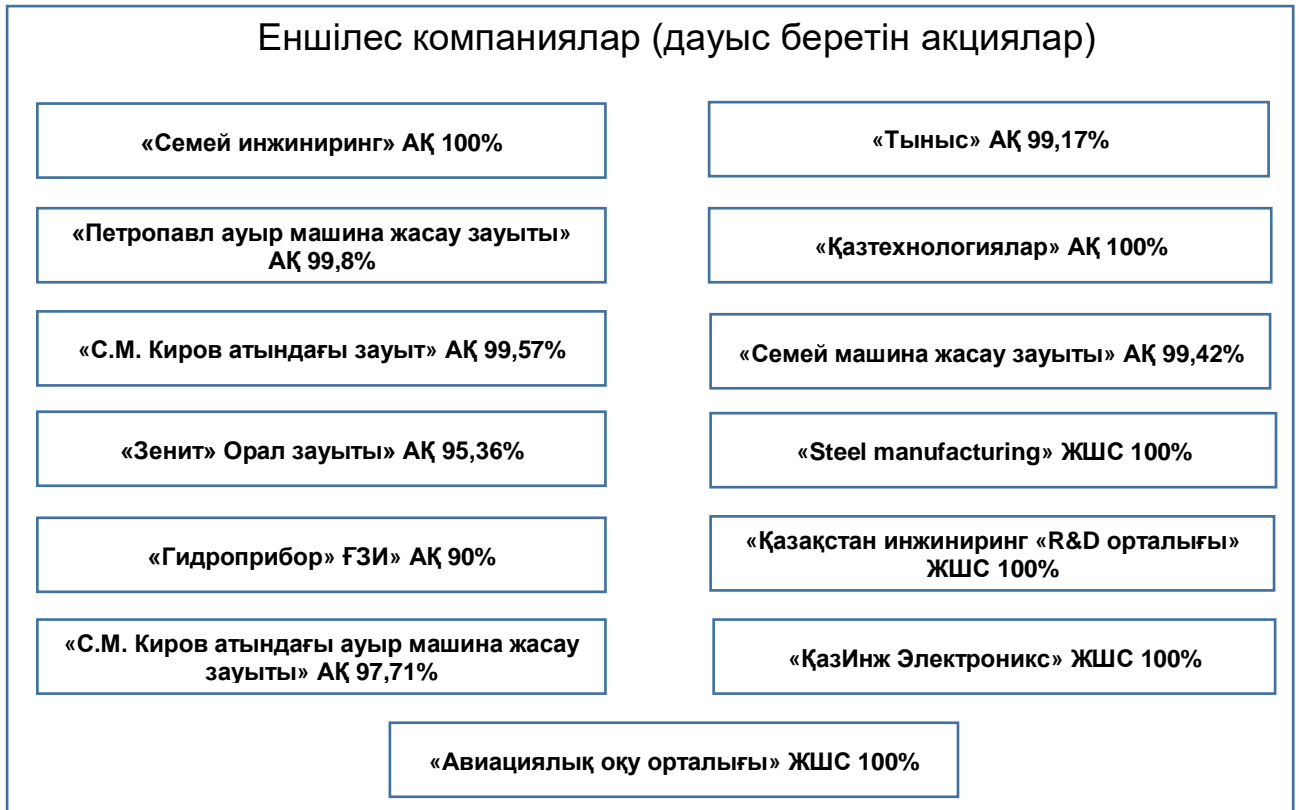 Еншілес компаниялар (дауыс беретін акциялар)
«Семей инжиниринг» АҚ 100%
«Тыныс» АҚ 99,17%
«Петропавл ауыр машина жасау зауыты»
АҚ 99,8%
«Қазтехнологиялар» АҚ 100%
«С.М. Киров атындағы зауыт» АҚ 99,57%
«Семей машина жасау зауыты» АҚ 99,42%
«Зенит» Орал зауыты» АҚ 95,36%
«Steel manufacturing» ЖШС 100%
«Гидроприбор» ҒЗИ» АҚ 90%
«Қазақстан инжиниринг «R&D орталығы»
ЖШС 100%
«С.М. Киров атындағы ауыр машина жасау
зауыты» АҚ 97,71%
«ҚазИнж Электроникс» ЖШС 100%
«Авиациялық оқу орталығы» ЖШС 100%